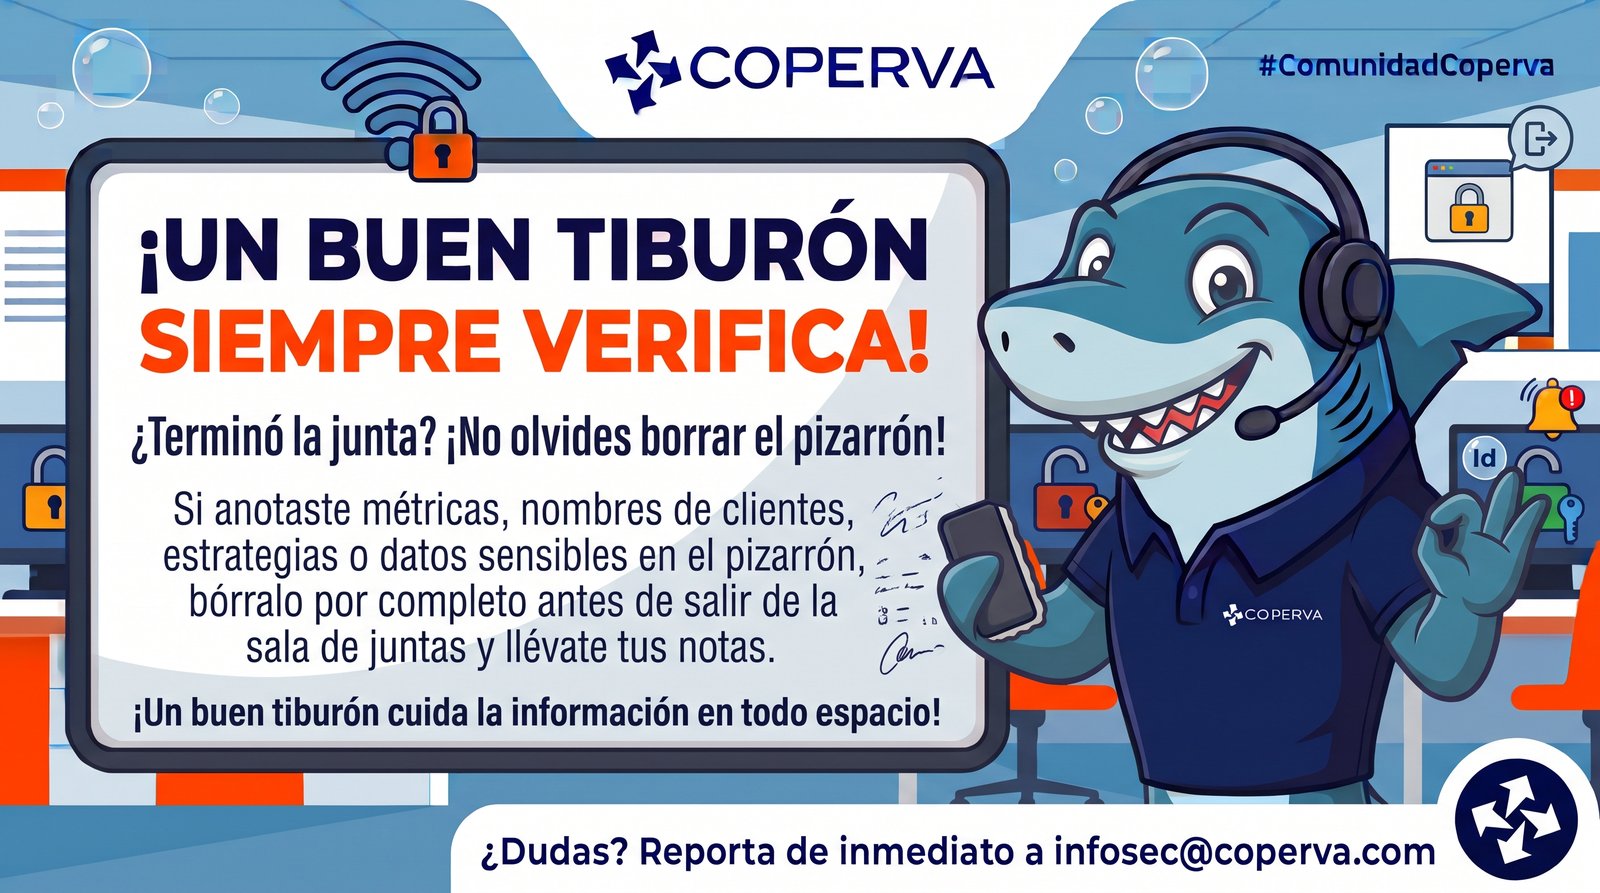 COPERVA
#ComunidadCoperva
¡UN BUEN TIBURÓN
SIEMPRE VERIFICA!
¿Terminó la junta? ¡No olvides borrar el pizarrón!
Si anotaste métricas, nombres de clientes,
estrategias o datos sensibles en el pizarrón,
bórralo por completo antes de salir de la
sala de juntas y llévate tus notas.
¡Un buen tiburón cuida la información en todo espacio!
Id
COPERVA
¿Dudas? Reporta de inmediato a infosec@coperva.com